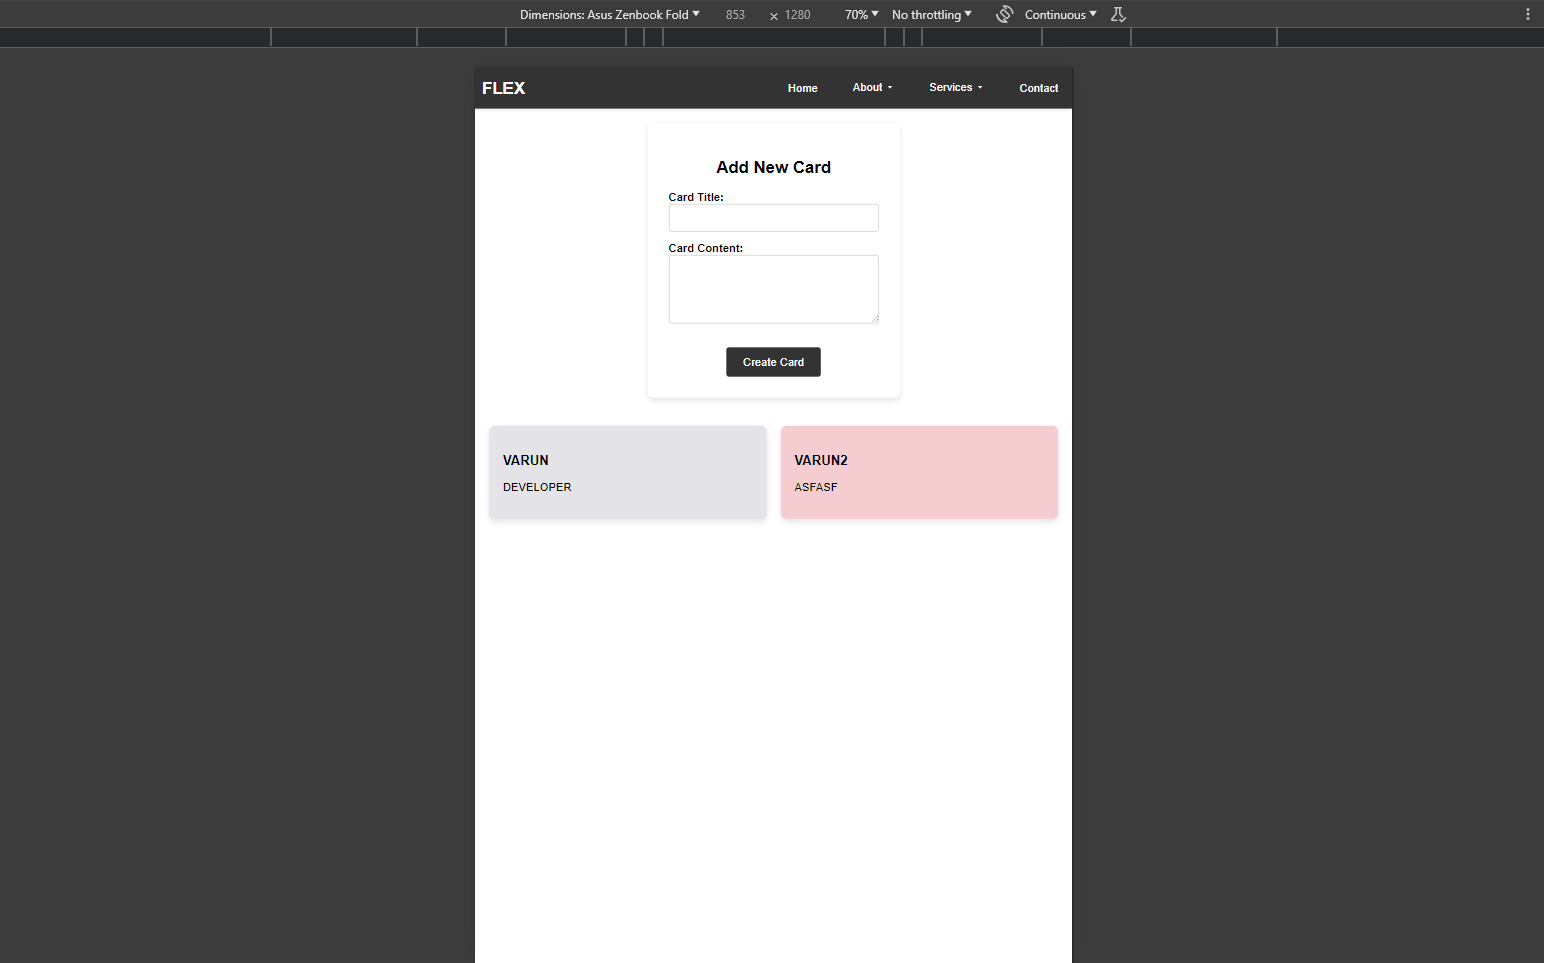 Dimensions: Asus Zenbook Fold 853 × 1280 70% No throttling Continuous
FLEX Home About Services Contact
Add New Card
Card Title:
Card Content:
Create Card
VARUN
DEVELOPER
VARUN2
ASFASF